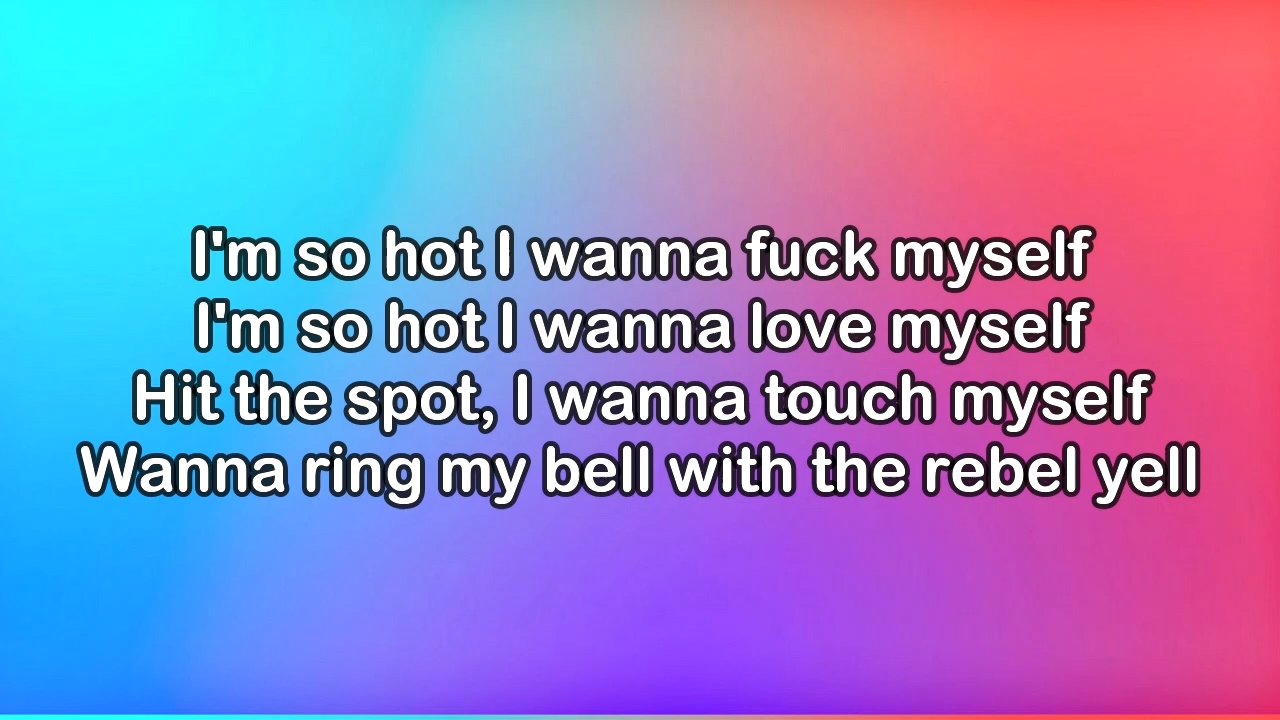 I'm so hot I wanna fuck myself
I'm so hot I wanna love myself
Hit the spot, I wanna touch myself
Wanna ring my bell with the rebel yell